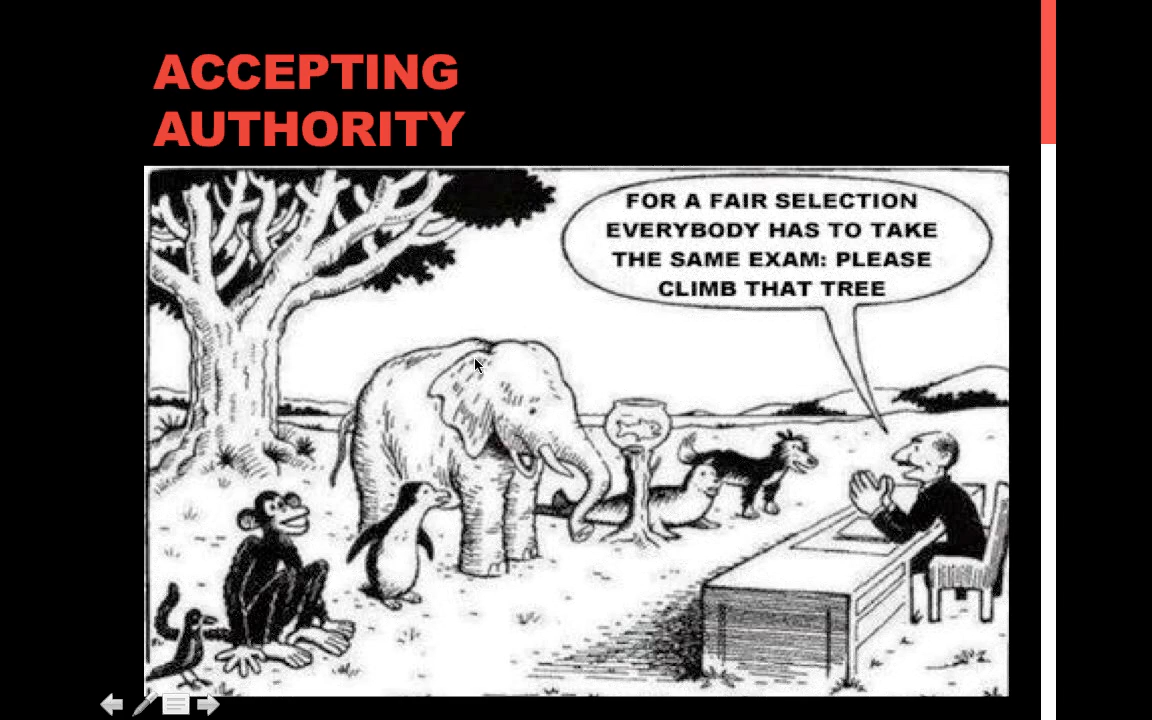 ACCEPTING
AUTHORITY
FOR A FAIR SELECTION
EVERYBODY HAS TO TAKE
THE SAME EXAM: PLEASE
CLIMB THAT TREE